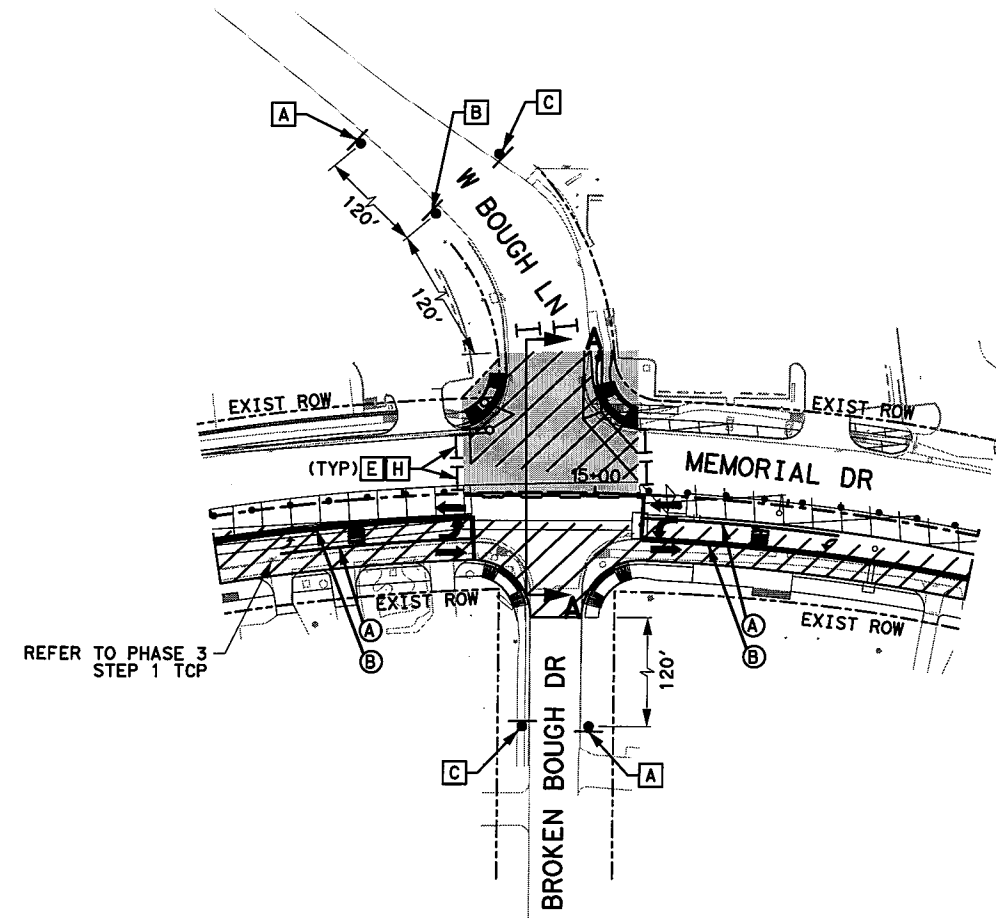 C
A
B
120'
W BOUGH LN
120'
A
EXIST ROW
EXIST ROW
(TYP) E H
15+00
MEMORIAL DR
A
EXIST ROW
A
EXIST ROW
A
B
B
REFER TO PHASE 3
STEP 1 TCP
120'
C
A
BROKEN BOUGH DR